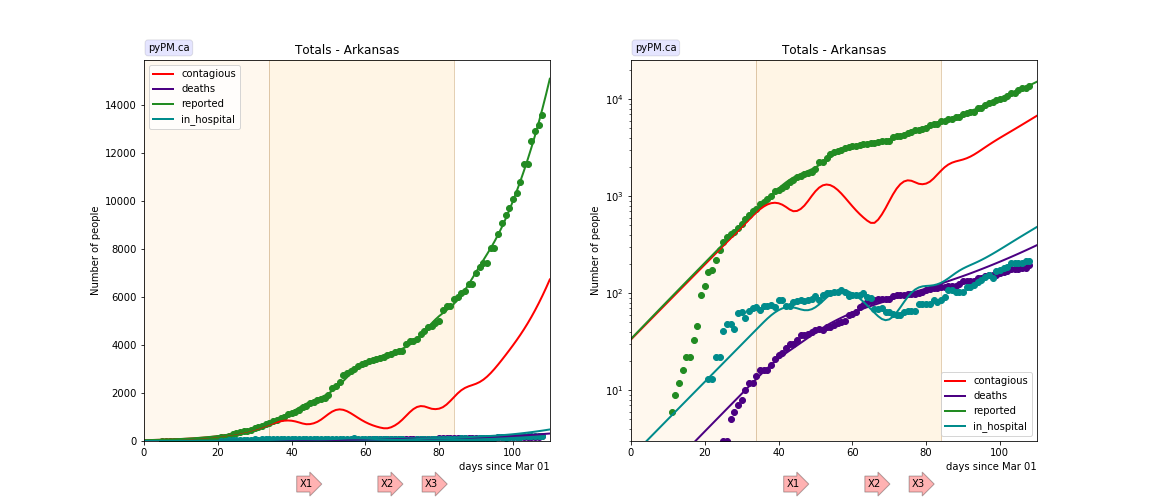 pyPM.ca
Totals - Arkansas
contagious
deaths
reported
in_hospital
Number of people
14000
12000
10000
8000
6000
4000
2000
0
0 20 40 60 80 100
days since Mar 01
X1 X2 X3
pyPM.ca
Totals - Arkansas
Number of people
10^4
10^3
10^2
10^1
contagious
deaths
reported
in_hospital
0 20 40 60 80 100
days since Mar 01
X1 X2 X3